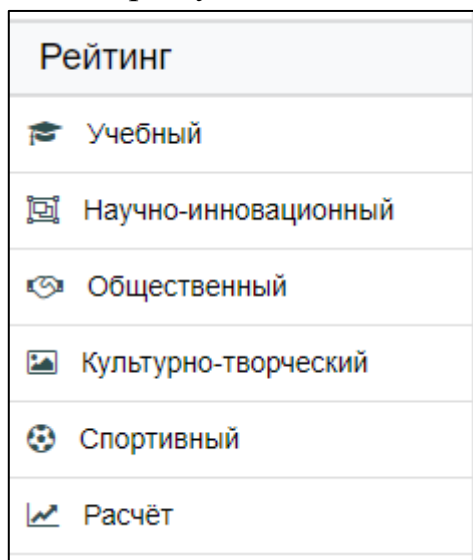 Рейтинг
Учебный
Научно-инновационный
Общественный
Культурно-творческий
Спортивный
Расчёт